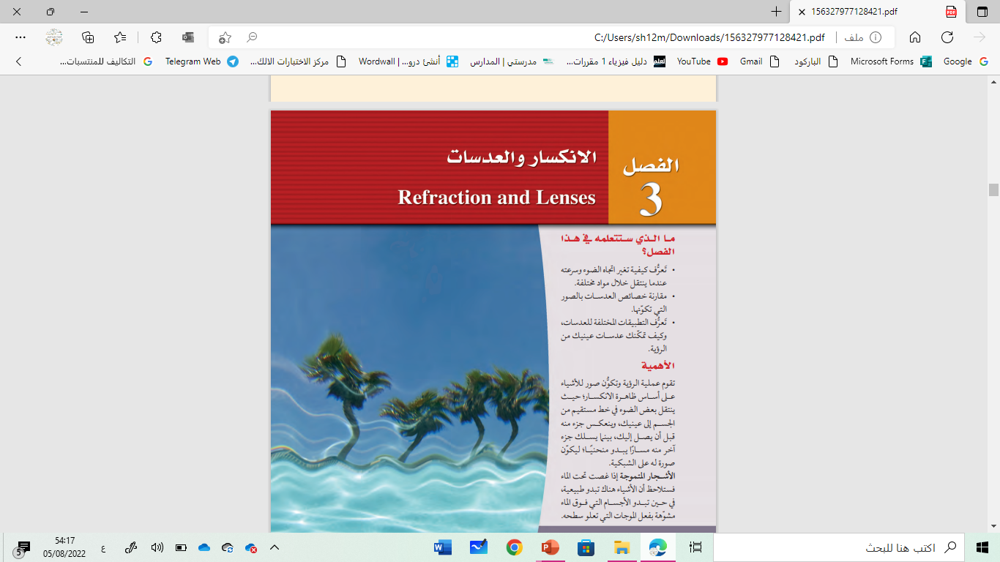 156327977128421.pdf
C:/Users/sh12m/Downloads/156327977128421.pdf
ملف
Google
Microsoft Forms
الباركود
Gmail
YouTube
دليل فيزياء 1 مقررات...
مدرستي | المدارس
Wordwall | أنشئ درو...
مركز الاختبارات الالك...
Telegram Web
التكاليف للمنتسبات...
الفصل
3
الانكسار والعدسات
Refraction and Lenses
ما الذي ستتعلمه في هذا
الفصل؟
• تَعرُّف كيفية تغير اتجاه الضوء وسرعته
عندما ينتقل خلال مواد مختلفة.
• مقارنة خصائص العدسات بالصور
التي تكوّنها.
• تَعرُّف التطبيقات المختلفة للعدسات،
وكيف تمكّنك عدسات عينيك من
الرؤية.
الأهمية
تقوم عملية الرؤية وتكوُّن صور للأشياء
على أساس ظاهرة الانكسار؛ حيث
ينتقل بعض الضوء في خط مستقيم من
الجسم إلى عينيك، وينعكس جزء منه
قبل أن يصل إليك، بينما يسلك جزء
آخر منه مسارًا يبدو منحنيًا؛ ليكوّن
صورة له على الشبكية.
الأشجار المتموجة إذا غصت تحت الماء
فستلاحظ أن الأشياء هناك تبدو طبيعية،
في حين تبدو الأجسام التي فوق الماء
مشوّهة بفعل الموجات التي تعلو سطحه.
اكتب هنا للبحث
ع
54:17
05/08/2022
5